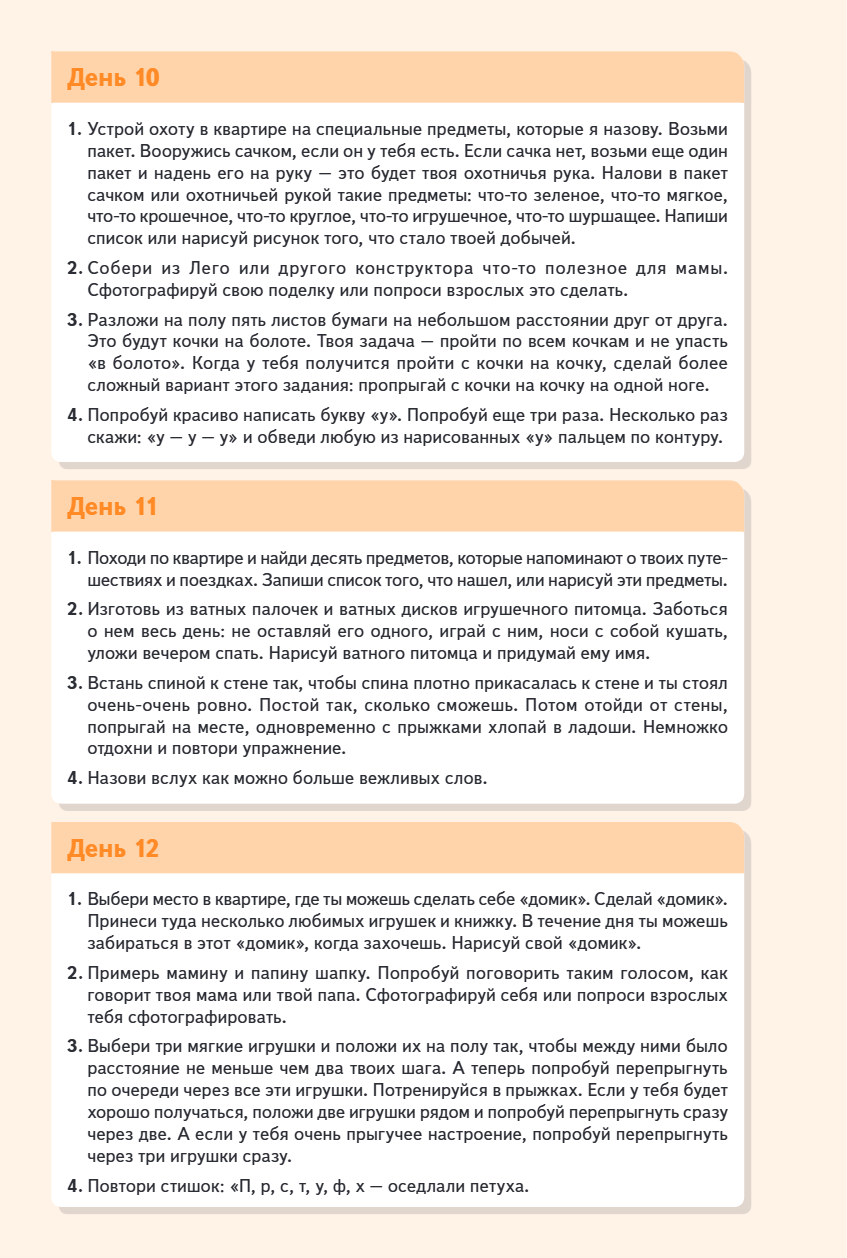 День 10
1. Устрой охоту в квартире на специальные предметы, которые я назову. Возьми
пакет. Вооружись сачком, если он у тебя есть. Если сачка нет, возьми еще один
пакет и надень его на руку — это будет твоя охотничья рука. Налови в пакет
сачком или охотничьей рукой такие предметы: что-то зеленое, что-то мягкое,
что-то крошечное, что-то круглое, что-то игрушечное, что-то шуршащее. Напиши
список или нарисуй рисунок того, что стало твоей добычей.
2. Собери из Лего или другого конструктора что-то полезное для мамы.
Сфотографируй свою поделку или попроси взрослых это сделать.
3. Разложи на полу пять листов бумаги на небольшом расстоянии друг от друга.
Это будут кочки на болоте. Твоя задача — пройти по всем кочкам и не упасть
«в болото». Когда у тебя получится пройти с кочки на кочку, сделай более
сложный вариант этого задания: пропрыгай с кочки на кочку на одной ноге.
4. Попробуй красиво написать букву «у». Попробуй еще три раза. Несколько раз
скажи: «у — у — у» и обведи любую из нарисованных «у» пальцем по контуру.
День 11
1. Походи по квартире и найди десять предметов, которые напоминают о твоих путе-
шествиях и поездках. Запиши список того, что нашел, или нарисуй эти предметы.
2. Изготовь из ватных палочек и ватных дисков игрушечного питомца. Заботься
о нем весь день: не оставляй его одного, играй с ним, носи с собой кушать,
уложи вечером спать. Нарисуй ватного питомца и придумай ему имя.
3. Встань спиной к стене так, чтобы спина плотно прикасалась к стене и ты стоял
очень-очень ровно. Постой так, сколько сможешь. Потом отойди от стены,
попрыгай на месте, одновременно с прыжками хлопай в ладоши. Немножко
отдохни и повтори упражнение.
4. Назови вслух как можно больше вежливых слов.
День 12
1. Выбери место в квартире, где ты можешь сделать себе «домик». Сделай «домик».
Принеси туда несколько любимых игрушек и книжку. В течение дня ты можешь
забираться в этот «домик», когда захочешь. Нарисуй свой «домик».
2. Примерь мамину и папину шапку. Попробуй поговорить таким голосом, как
говорит твоя мама или твой папа. Сфотографируй себя или попроси взрослых
тебя сфотографировать.
3. Выбери три мягкие игрушки и положи их на полу так, чтобы между ними было
расстояние не меньше чем два твоих шага. А теперь попробуй перепрыгнуть
по очереди через все эти игрушки. Потренируйся в прыжках. Если у тебя будет
хорошо получаться, положи две игрушки рядом и попробуй перепрыгнуть сразу
через две. А если у тебя очень прыгучее настроение, попробуй перепрыгнуть
через три игрушки сразу.
4. Повтори стишок: «П, р, с, т, у, ф, х — оседлали петуха.